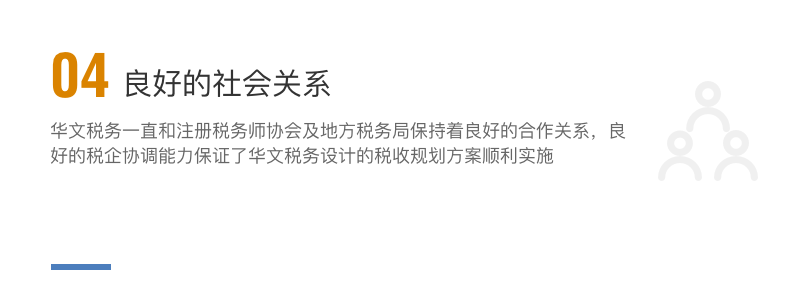 04 良好的社会关系
华文税务一直和注册税务师协会及地方税务局保持着良好的合作关系，良
好的税企协调能力保证了华文税务设计的税收规划方案顺利实施